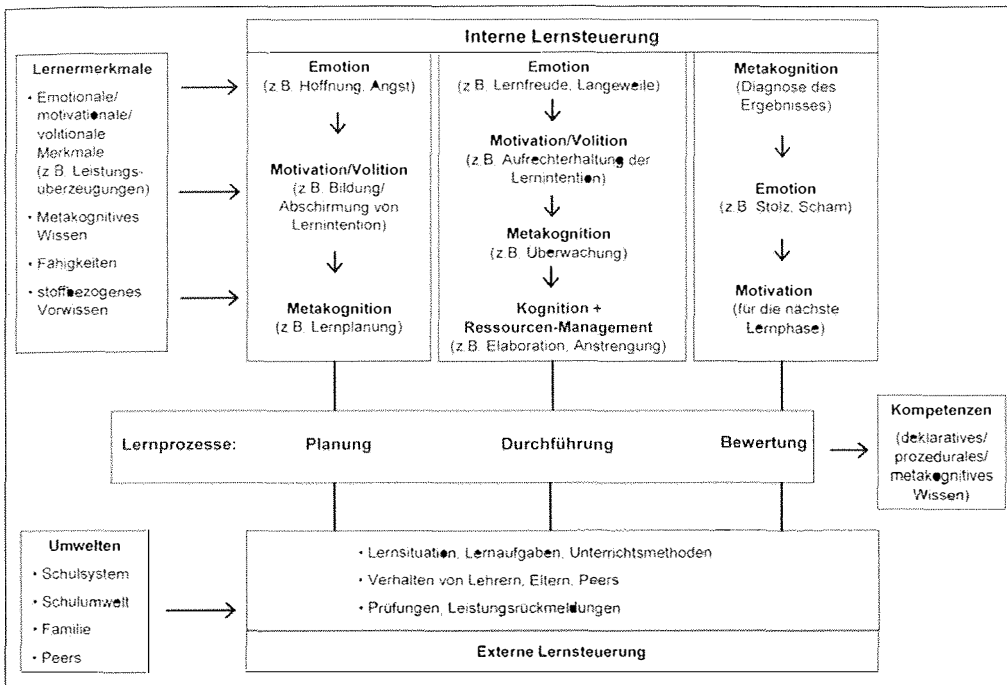 Interne Lernsteuerung
Lernermerkmale
• Emotionale/
motivationale/
volitionale
Merkmale
(z.B. Leistungs-
überzeugungen)
• Metakognitives
Wissen
• Fähigkeiten
• stoffbezogenes
Vorwissen
Emotion
(z.B. Hoffnung, Angst)
Motivation/Volition
(z.B. Bildung/
Abschirmung von
Lernintention)
Metakognition
(z.B. Lernplanung)
Emotion
(z.B. Lernfreude, Langeweile)
Motivation/Volition
(z.B. Aufrechterhaltung der
Lernintention)
Metakognition
(z.B. Überwachung)
Kognition +
Ressourcen-Management
(z.B. Elaboration, Anstrengung)
Metakognition
(Diagnose des
Ergebnisses)
Emotion
(z.B. Stolz, Scham)
Motivation
(für die nächste
Lernphase)
Lernprozesse: Planung Durchführung Bewertung
Kompetenzen
(deklaratives/
prozedurales/
metakognitives
Wissen)
Umwelten
• Schulsystem
• Schulumwelt
• Familie
• Peers
• Lernsituation, Lernaufgaben, Unterrichtsmethoden
• Verhalten von Lehrern, Eltern, Peers
• Prüfungen, Leistungsrückmeldungen
Externe Lernsteuerung